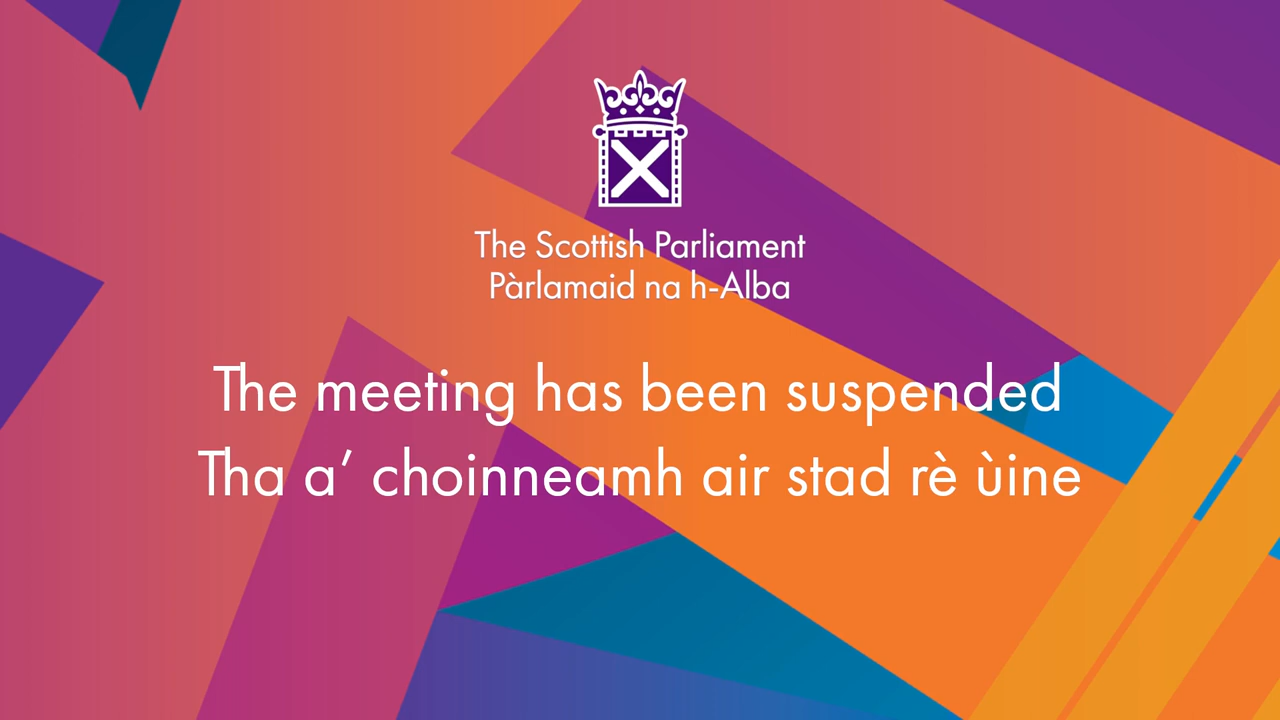 The Scottish Parliament
Pàrlamaid na h-Alba
The meeting has been suspended
Tha a’ choinneamh air stad rè ùine